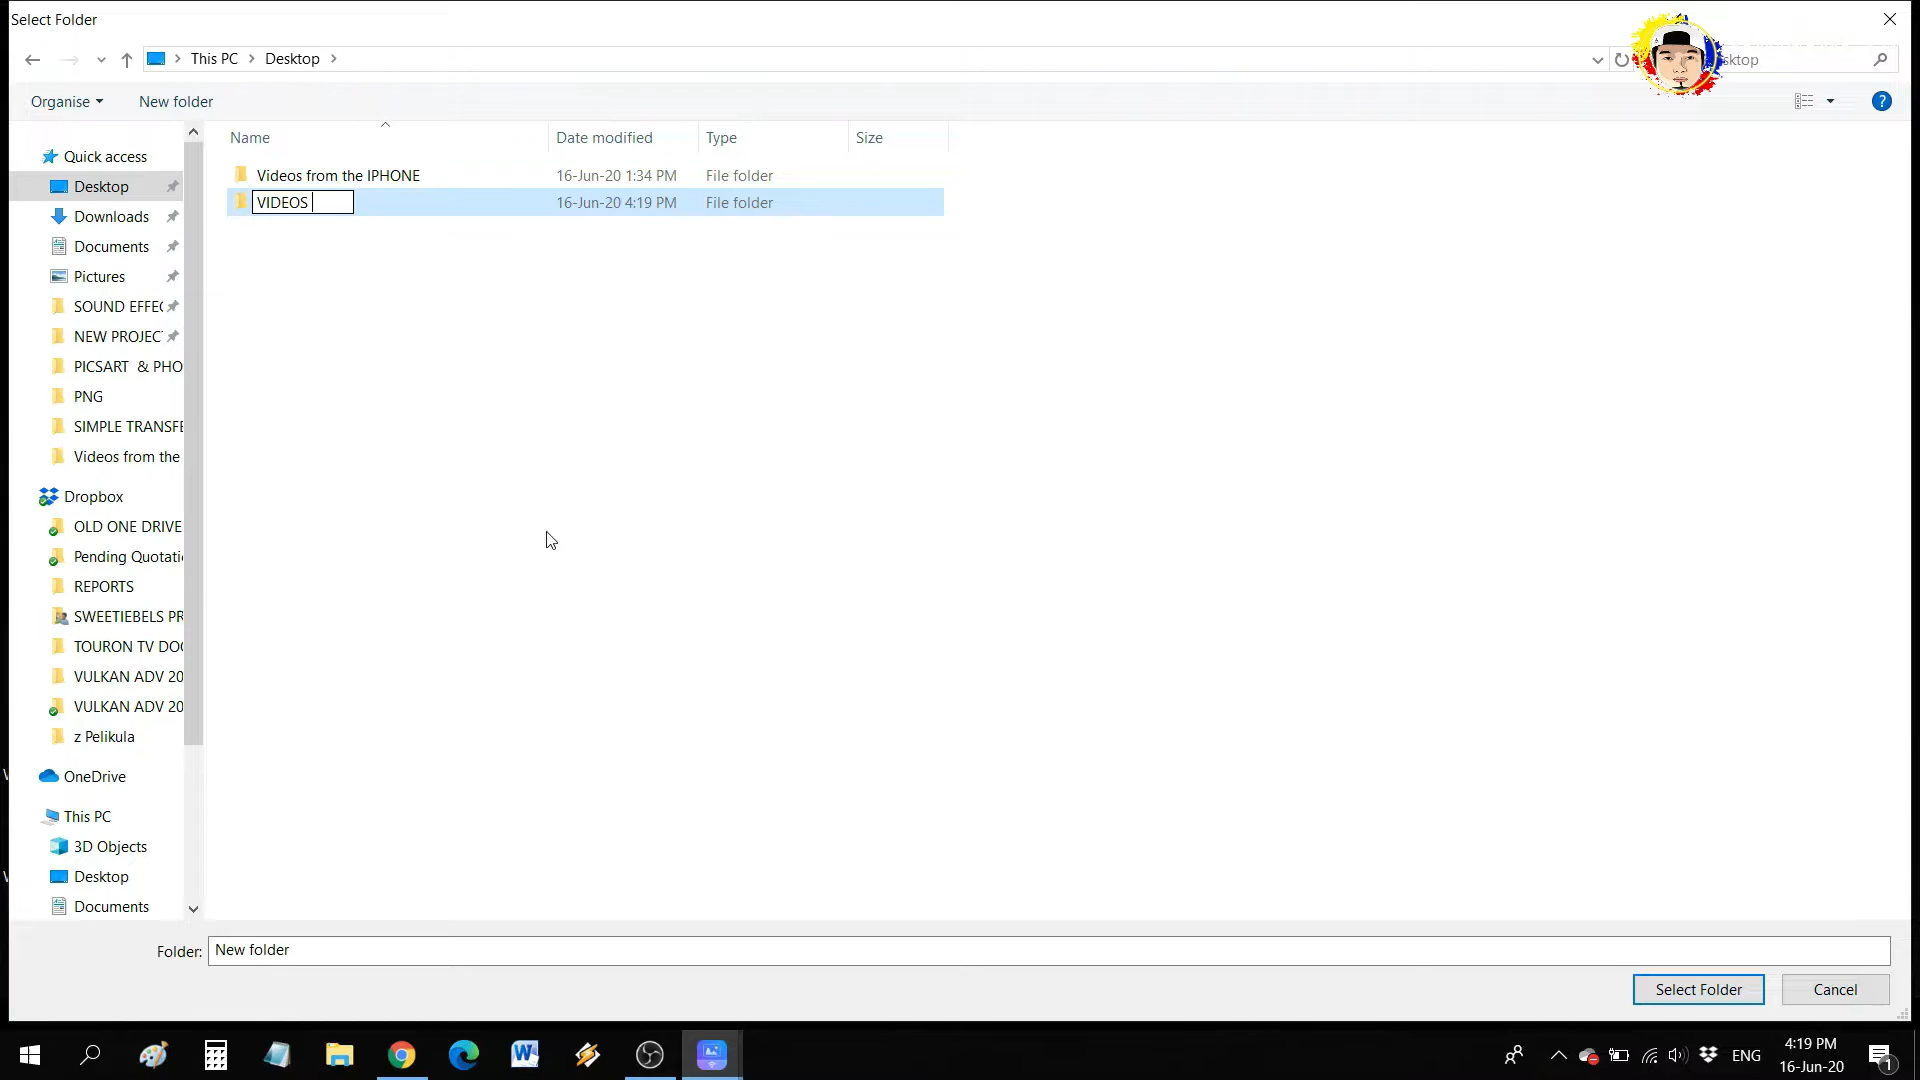 Select Folder
This PC
Desktop
sktop
Organise
New folder
Name
Date modified
Type
Size
Quick access
Desktop
Downloads
Documents
Pictures
SOUND EFFEC
NEW PROJEC
PICSART & PHO
PNG
SIMPLE TRANSFE
Videos from the
Dropbox
OLD ONE DRIVE
Pending Quotati
REPORTS
SWEETIEBELS PR
TOURON TV DOC
VULKAN ADV 20
VULKAN ADV 20
z Pelikula
OneDrive
This PC
3D Objects
Desktop
Documents
Videos from the IPHONE 16-Jun-20 1:34 PM File folder
VIDEOS 16-Jun-20 4:19 PM File folder
Folder: New folder
Select Folder
Cancel
ENG
4:19 PM
16-Jun-20
1